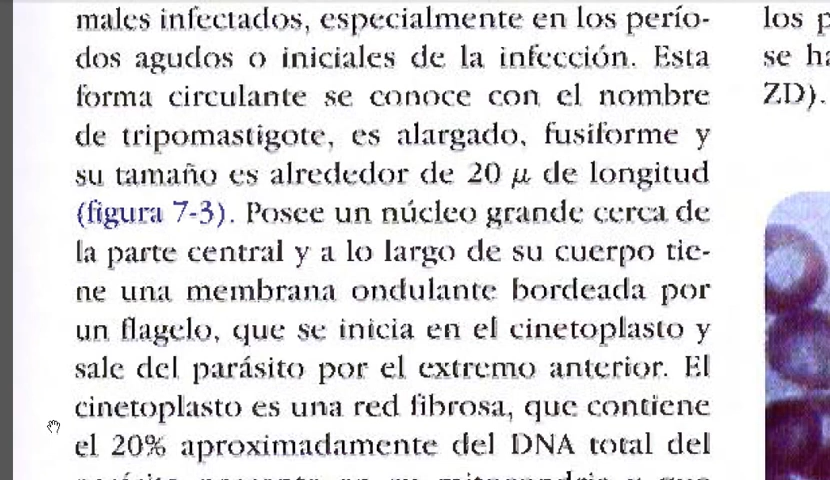 males infectados, especialmente en los perío-
dos agudos o iniciales de la infección. Esta
forma circulante se conoce con el nombre
de tripomastigote, es alargado, fusiforme y
su tamaño es alrededor de 20 μ de longitud
(figura 7-3). Posee un núcleo grande cerca de
la parte central y a lo largo de su cuerpo tie-
ne una membrana ondulante bordeada por
un flagelo, que se inicia en el cinetoplasto y
sale del parásito por el extremo anterior. El
cinetoplasto es una red fibrosa, que contiene
el 20% aproximadamente del DNA total del
los
se
ZD).